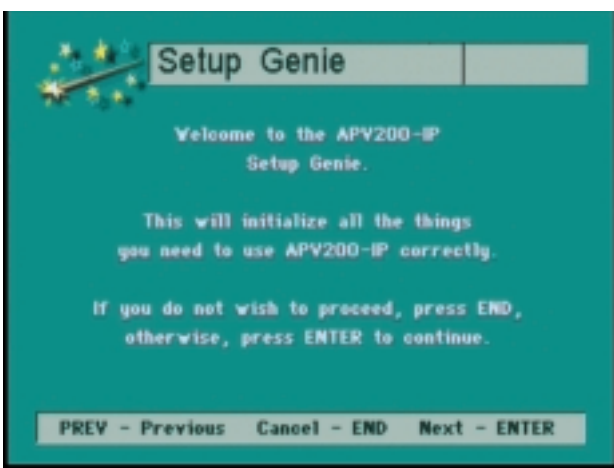 Setup Genie
Welcome to the APV200-IP
Setup Genie.
This will initialize all the things
you need to use APV200-IP correctly.
If you do not wish to proceed, press END,
otherwise, press ENTER to continue.
PREV - Previous Cancel - END Next - ENTER